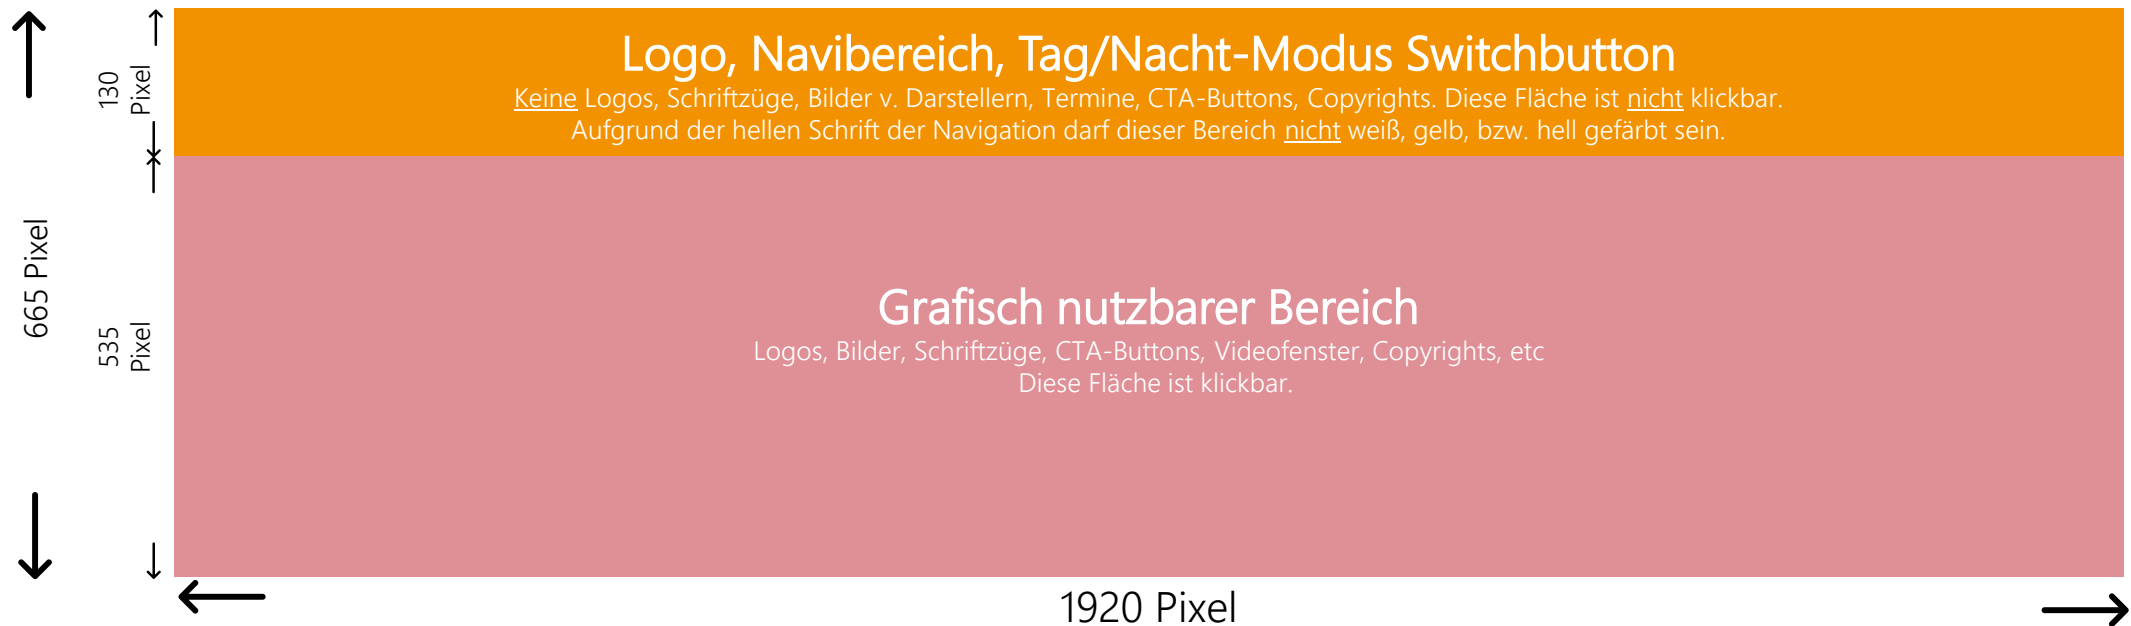 Logo, Navibereich, Tag/Nacht-Modus Switchbutton
Keine Logos, Schriftzüge, Bilder v. Darstellern, Termine, CTA-Buttons, Copyrights. Diese Fläche ist nicht klickbar.
Aufgrund der hellen Schrift der Navigation darf dieser Bereich nicht weiß, gelb, bzw. hell gefärbt sein.
130
Pixel
665 Pixel
535
Pixel
Grafisch nutzbarer Bereich
Logos, Bilder, Schriftzüge, CTA-Buttons, Videofenster, Copyrights, etc
Diese Fläche ist klickbar.
1920 Pixel